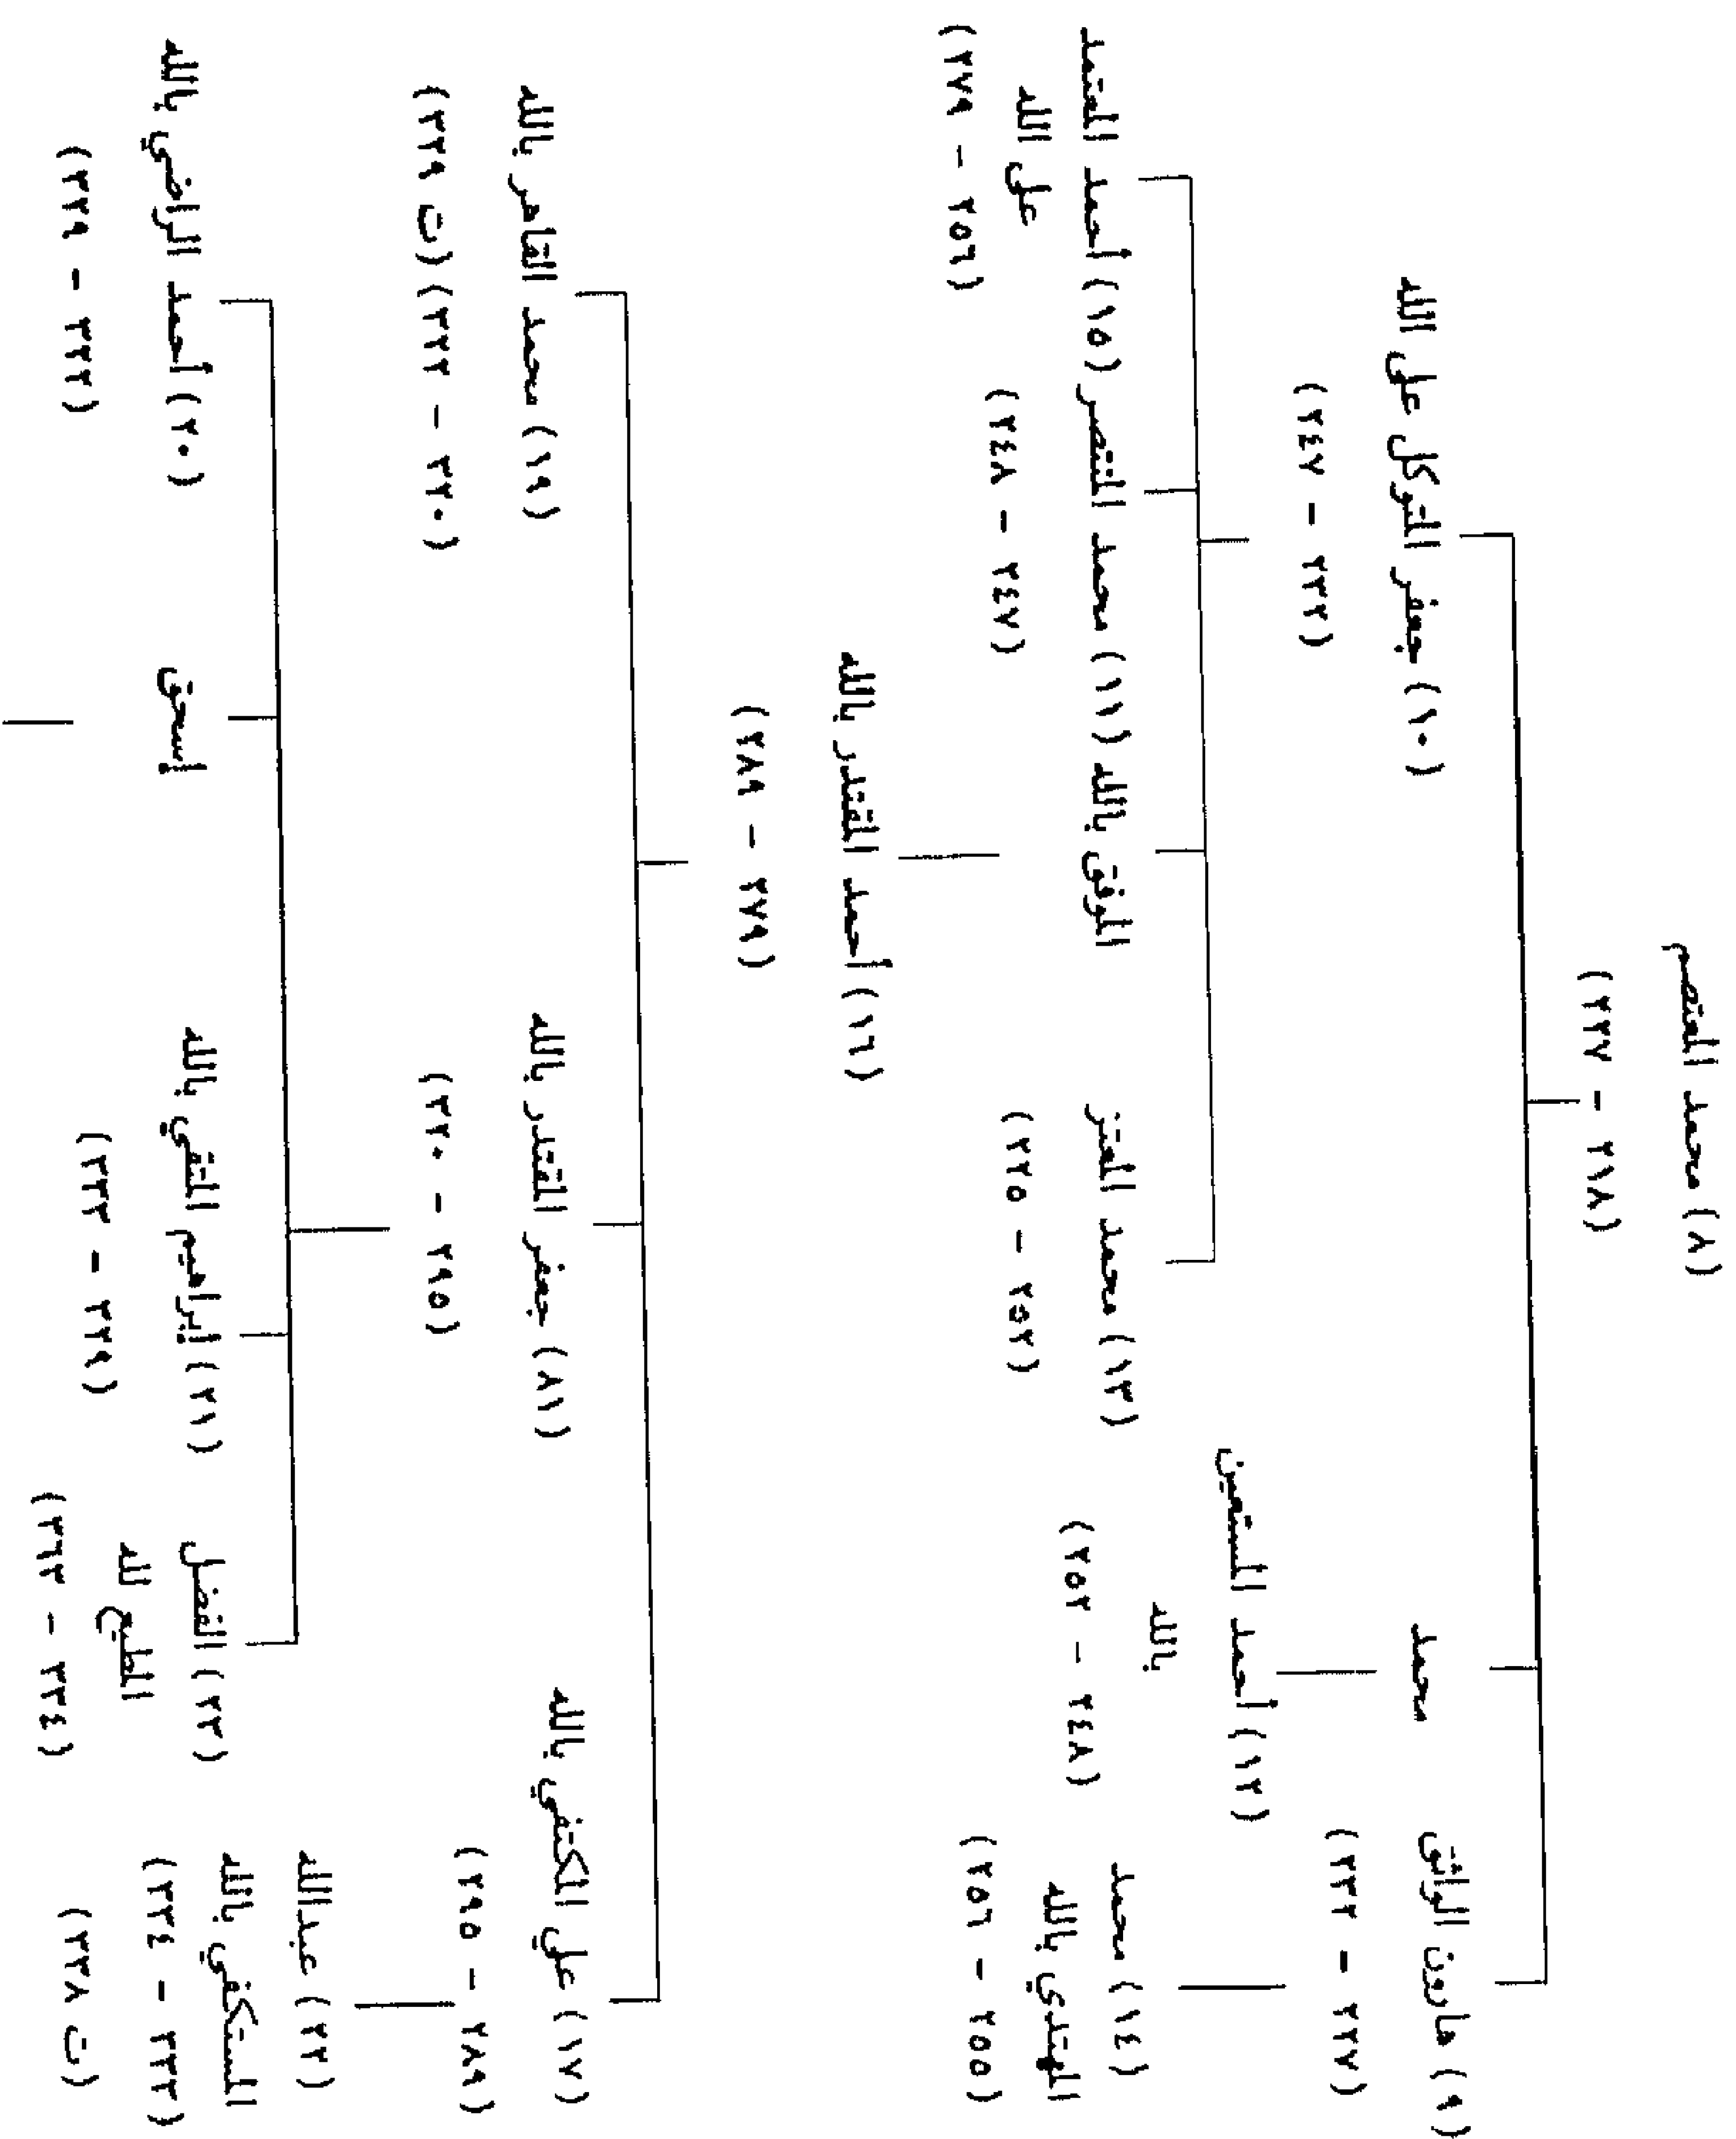 (٨) محمد المعتصم
(٢١٨ - ٢٢٧)
(٩) هارون الواثق
(٢٢٧ - ٢٣٢)
محمد
(١٠) جعفر المتوكل على الله
(٢٣٢ - ٢٤٧)
(١٤) محمد
المهتدي بالله
(٢٥٥ - ٢٥٦)
(١٢) أحمد المستعين
بالله
(٢٤٨ - ٢٥٢)
(١٣) محمد المعتز
(٢٥٢ - ٢٢٥)
الموفق بالله
(١١) محمد المنتصر
(٢٤٧ - ٢٤٨)
(١٥) أحمد المعتمد
على الله
(٢٥٦ - ٢٧٩)
(١٦) أحمد المقتدر بالله
(٢٧٩ - ٢٨٩)
(١٧) علي المكتفي بالله
(٢٨٩ - ٢٩٥)
(٨١) جعفر المقتدر بالله
(٢٩٥ - ٣٢٠)
(١٩) محمد القاهر بالله
(٣٢٠ - ٣٢٢) (ت ٣٣٩)
(٢٢) عبدالله
المستكفي بالله
(٣٣٣ - ٣٣٤)
(ت ٣٣٨)
(٢٣) الفضل
المطيع لله
(٣٣٤ - ٣٦٣)
(٢١) إبراهيم المتقي بالله
(٣٢٩ - ٣٣٣)
إسحق
(٢٠) أحمد الراضي بالله
(٣٢٢ - ٣٢٩)